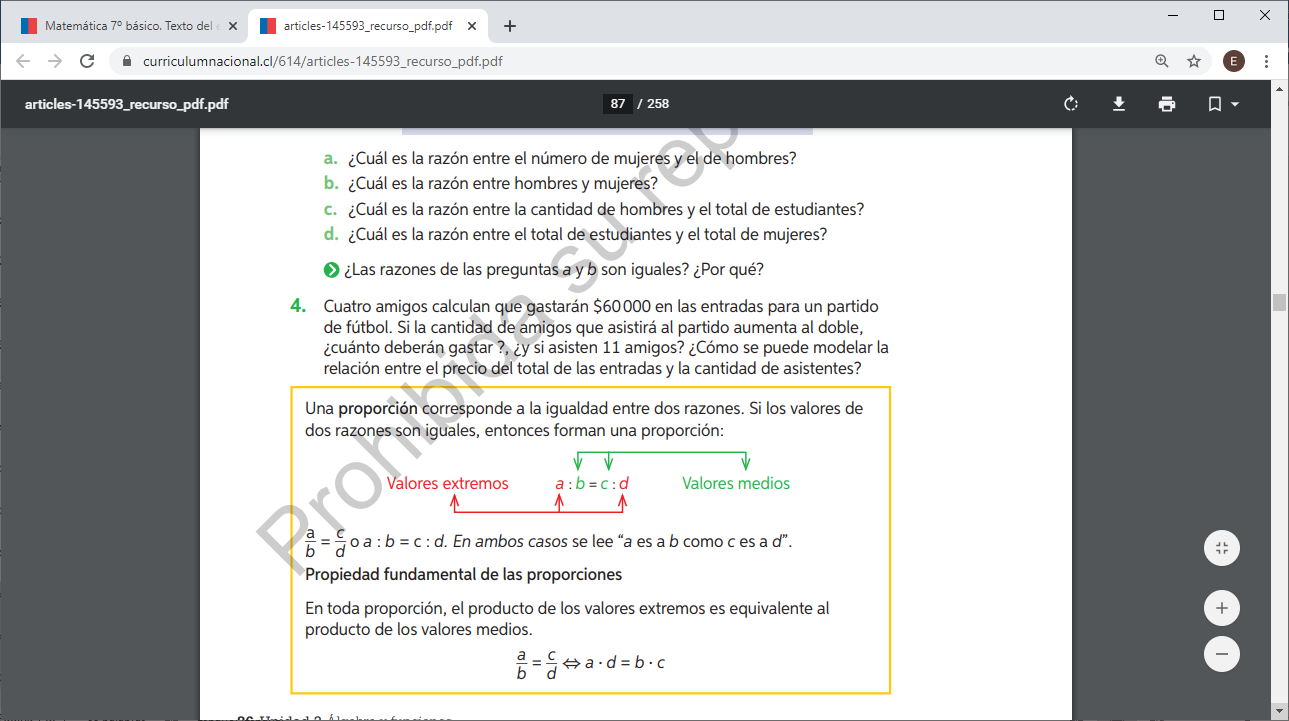 Matemática 7º básico. Texto del e
articles-145593_recurso_pdf.pdf
curriculumnacional.cl/614/articles-145593_recurso_pdf.pdf
E
articles-145593_recurso_pdf.pdf
87 / 258
a. ¿Cuál es la razón entre el número de mujeres y el de hombres?
b. ¿Cuál es la razón entre hombres y mujeres?
c. ¿Cuál es la razón entre la cantidad de hombres y el total de estudiantes?
d. ¿Cuál es la razón entre el total de estudiantes y el total de mujeres?
¿Las razones de las preguntas a y b son iguales? ¿Por qué?
4. Cuatro amigos calculan que gastarán $60 000 en las entradas para un partido
de fútbol. Si la cantidad de amigos que asistirá al partido aumenta al doble,
¿cuánto deberán gastar ?, ¿y si asisten 11 amigos? ¿Cómo se puede modelar la
relación entre el precio del total de las entradas y la cantidad de asistentes?
Una proporción corresponde a la igualdad entre dos razones. Si los valores de
dos razones son iguales, entonces forman una proporción:
Valores extremos a : b = c : d Valores medios
a/b = c/d o a : b = c : d. En ambos casos se lee “a es a b como c es a d”.
Propiedad fundamental de las proporciones
En toda proporción, el producto de los valores extremos es equivalente al
producto de los valores medios.
a/b = c/d ⇔ a · d = b · c
Prohibida su rep